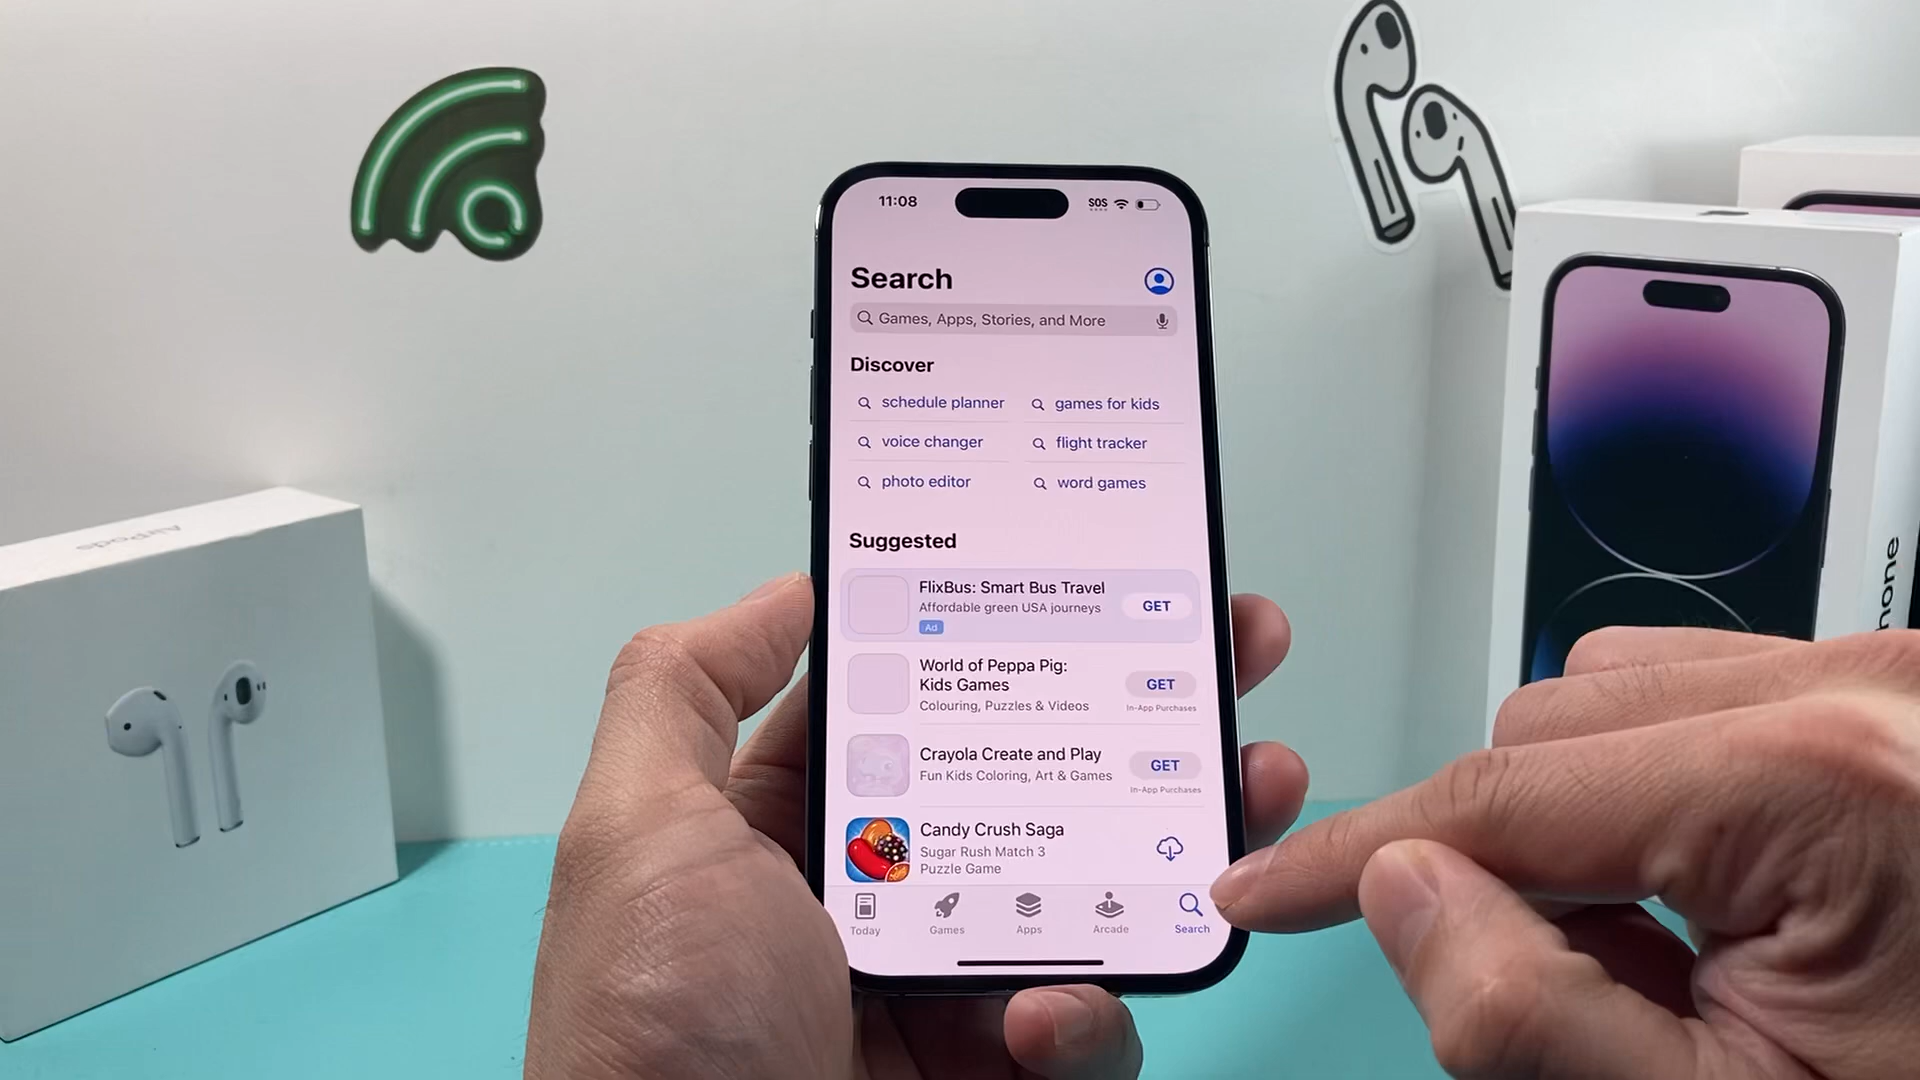 11:08
SOS
Search
Games, Apps, Stories, and More
Discover
schedule planner
games for kids
voice changer
flight tracker
photo editor
word games
Suggested
FlixBus: Smart Bus Travel
Affordable green USA journeys
Ad
GET
World of Peppa Pig:
Kids Games
Colouring, Puzzles & Videos
GET
In-App Purchases
Crayola Create and Play
Fun Kids Coloring, Art & Games
GET
In-App Purchases
Candy Crush Saga
Sugar Rush Match 3
Puzzle Game
Today
Games
Apps
Arcade
Search
AirPods
hone